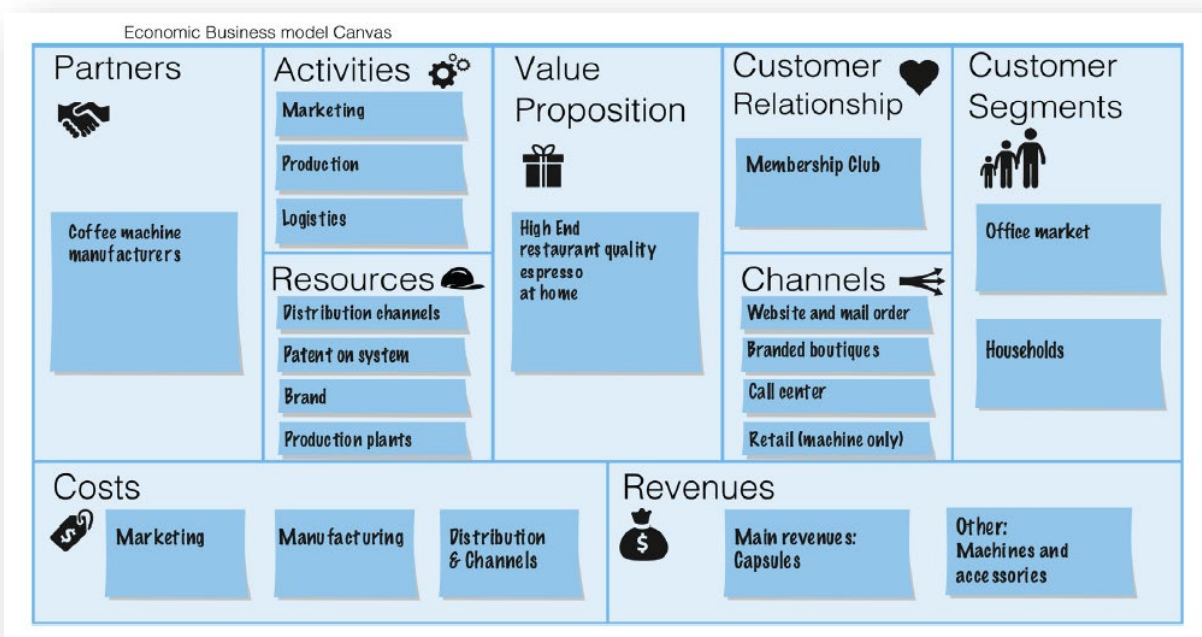 Economic Business model Canvas
Partners
Coffee machine
manufacturers
Activities
Marketing
Production
Logistics
Resources
Distribution channels
Patent on system
Brand
Production plants
Value
Proposition
High End
restaurant quality
espresso
at home
Customer
Relationship
Membership Club
Channels
Website and mail order
Branded boutiques
Call center
Retail (machine only)
Customer
Segments
Office market
Households
Costs
$
Marketing
Manufacturing
Distribution
& Channels
Revenues
$
Main revenues:
Capsules
Other:
Machines and
accessories